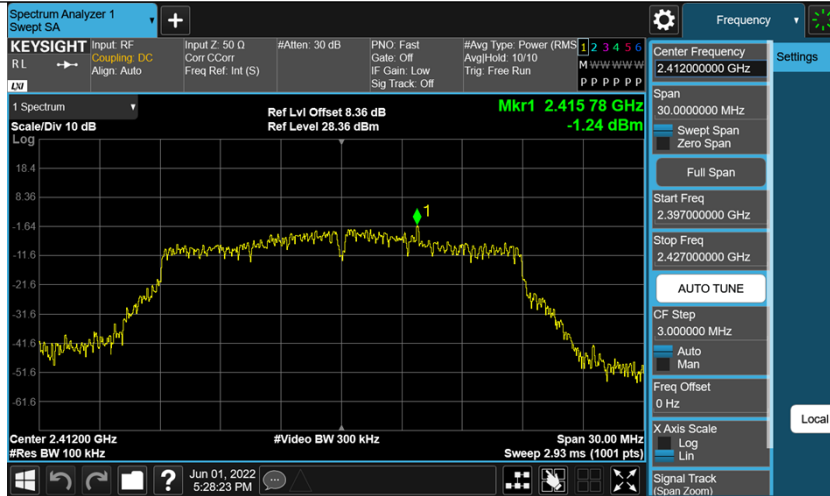 Spectrum Analyzer 1
Swept SA
+
Frequency
KEYSIGHT
R L
LXI
Input: RF
Coupling: DC
Align: Auto
Input Z: 50 Ω
Corr CCorr
Freq Ref: Int (S)
#Atten: 30 dB
PNO: Fast
Gate: Off
IF Gain: Low
Sig Track: Off
#Avg Type: Power (RMS
Avg|Hold: 10/10
Trig: Free Run
1 2 3 4 5 6
M W W W W W
P P P P P P
1 Spectrum
Scale/Div 10 dB
Ref Lvl Offset 8.36 dB
Ref Level 28.36 dBm
Mkr1 2.415 78 GHz
-1.24 dBm
Log
18.4
8.36
-1.64
-11.6
-21.6
-31.6
-41.6
-51.6
-61.6
1
Center 2.41200 GHz
#Res BW 100 kHz
#Video BW 300 kHz
Span 30.00 MHz
Sweep 2.93 ms (1001 pts)
?
Jun 01, 2022
5:28:23 PM
Center Frequency
2.412000000 GHz
Span
30.0000000 MHz
Swept Span
Zero Span
Full Span
Start Freq
2.397000000 GHz
Stop Freq
2.427000000 GHz
AUTO TUNE
CF Step
3.000000 MHz
Auto
Man
Freq Offset
0 Hz
X Axis Scale
Log
Lin
Signal Track
(Span Zoom)
Settings
Local